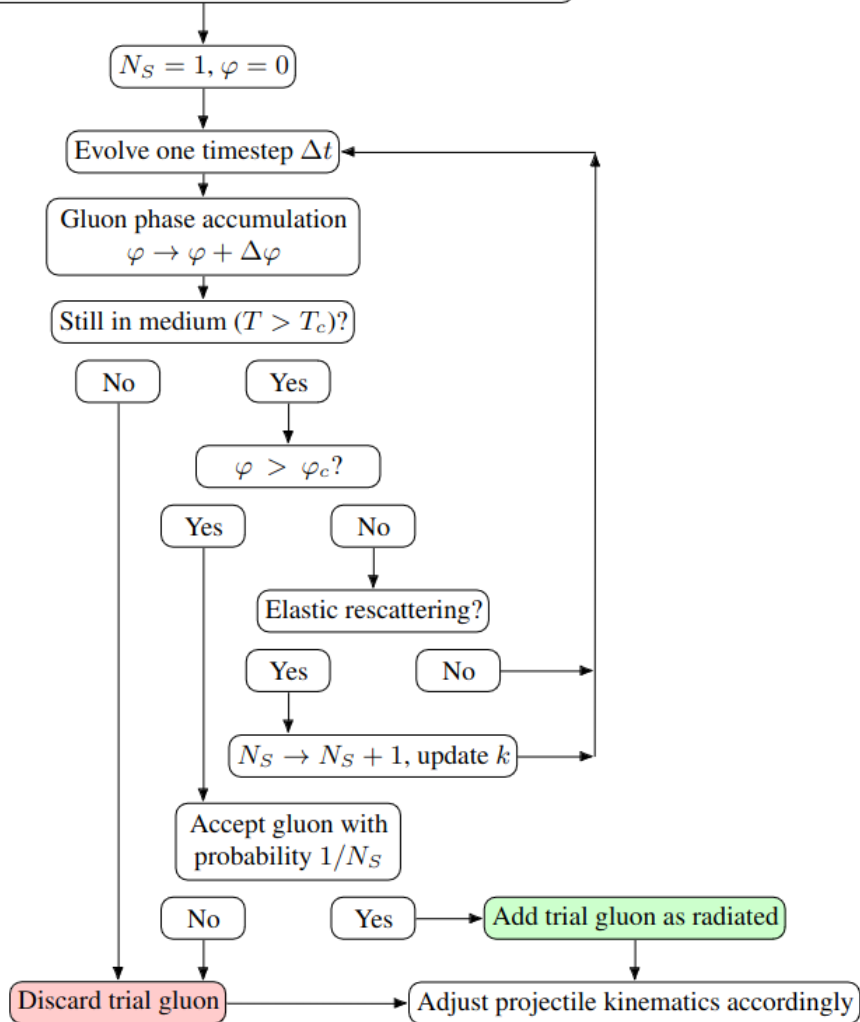 N_S = 1, φ = 0
Evolve one timestep Δt
Gluon phase accumulation
φ → φ + Δφ
Still in medium (T > T_c)?
No
Yes
φ > φ_c?
Yes
No
Elastic rescattering?
Yes
No
N_S → N_S + 1, update k
Accept gluon with
probability 1/N_S
No
Yes
Add trial gluon as radiated
Discard trial gluon
Adjust projectile kinematics accordingly